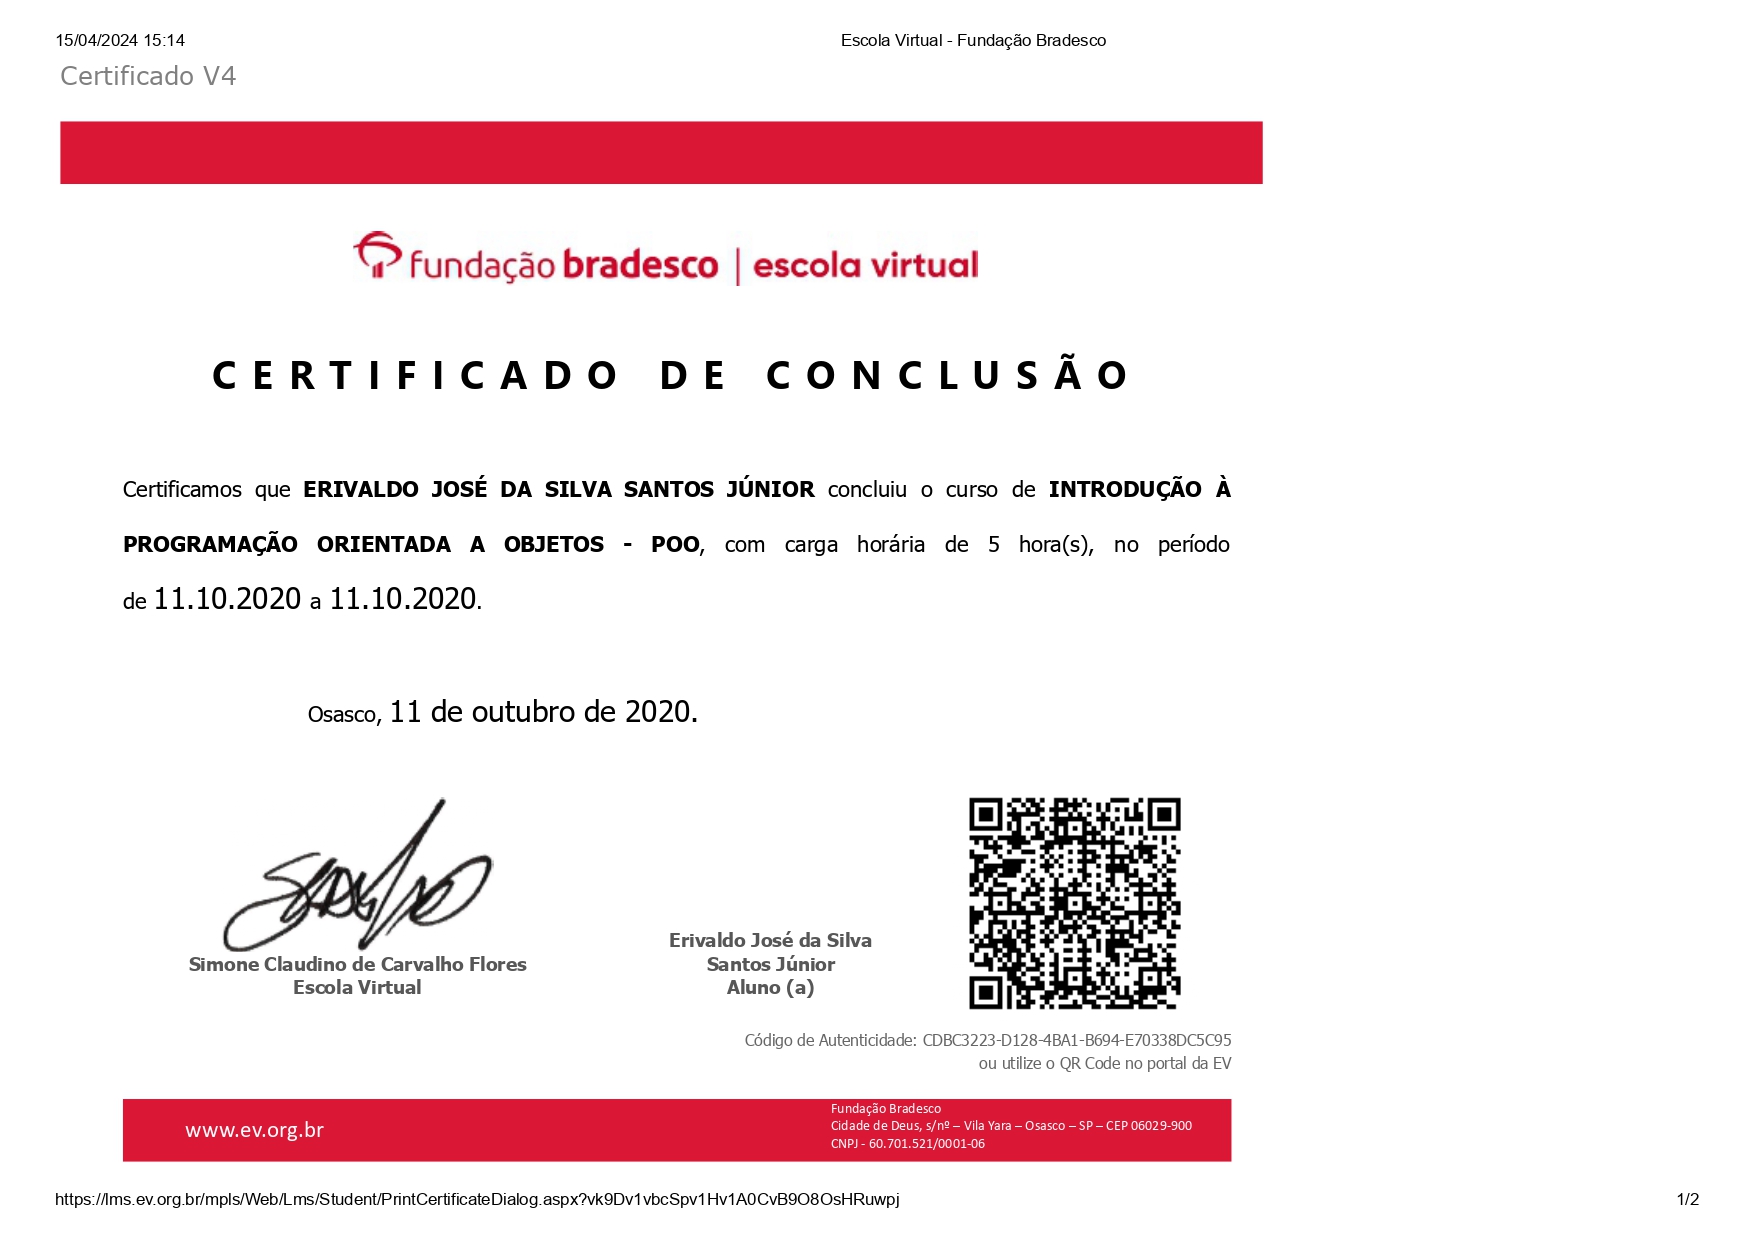 15/04/2024 15:14
Escola Virtual - Fundação Bradesco
Certificado V4
fundação bradesco | escola virtual
CERTIFICADO DE CONCLUSÃO
Certificamos que ERIVALDO JOSÉ DA SILVA SANTOS JÚNIOR concluiu o curso de INTRODUÇÃO À
PROGRAMAÇÃO ORIENTADA A OBJETOS - POO, com carga horária de 5 hora(s), no período
de 11.10.2020 a 11.10.2020.
Osasco, 11 de outubro de 2020.
Simone Claudino de Carvalho Flores
Escola Virtual
Erivaldo José da Silva
Santos Júnior
Aluno (a)
Código de Autenticidade: CDBC3223-D128-4BA1-B694-E70338DC5C95
ou utilize o QR Code no portal da EV
www.ev.org.br
Fundação Bradesco
Cidade de Deus, s/nº – Vila Yara – Osasco – SP – CEP 06029-900
CNPJ - 60.701.521/0001-06
https://lms.ev.org.br/mpls/Web/Lms/Student/PrintCertificateDialog.aspx?vk9Dv1vbcSpv1Hv1A0CvB9O8OsHRuwpj
1/2